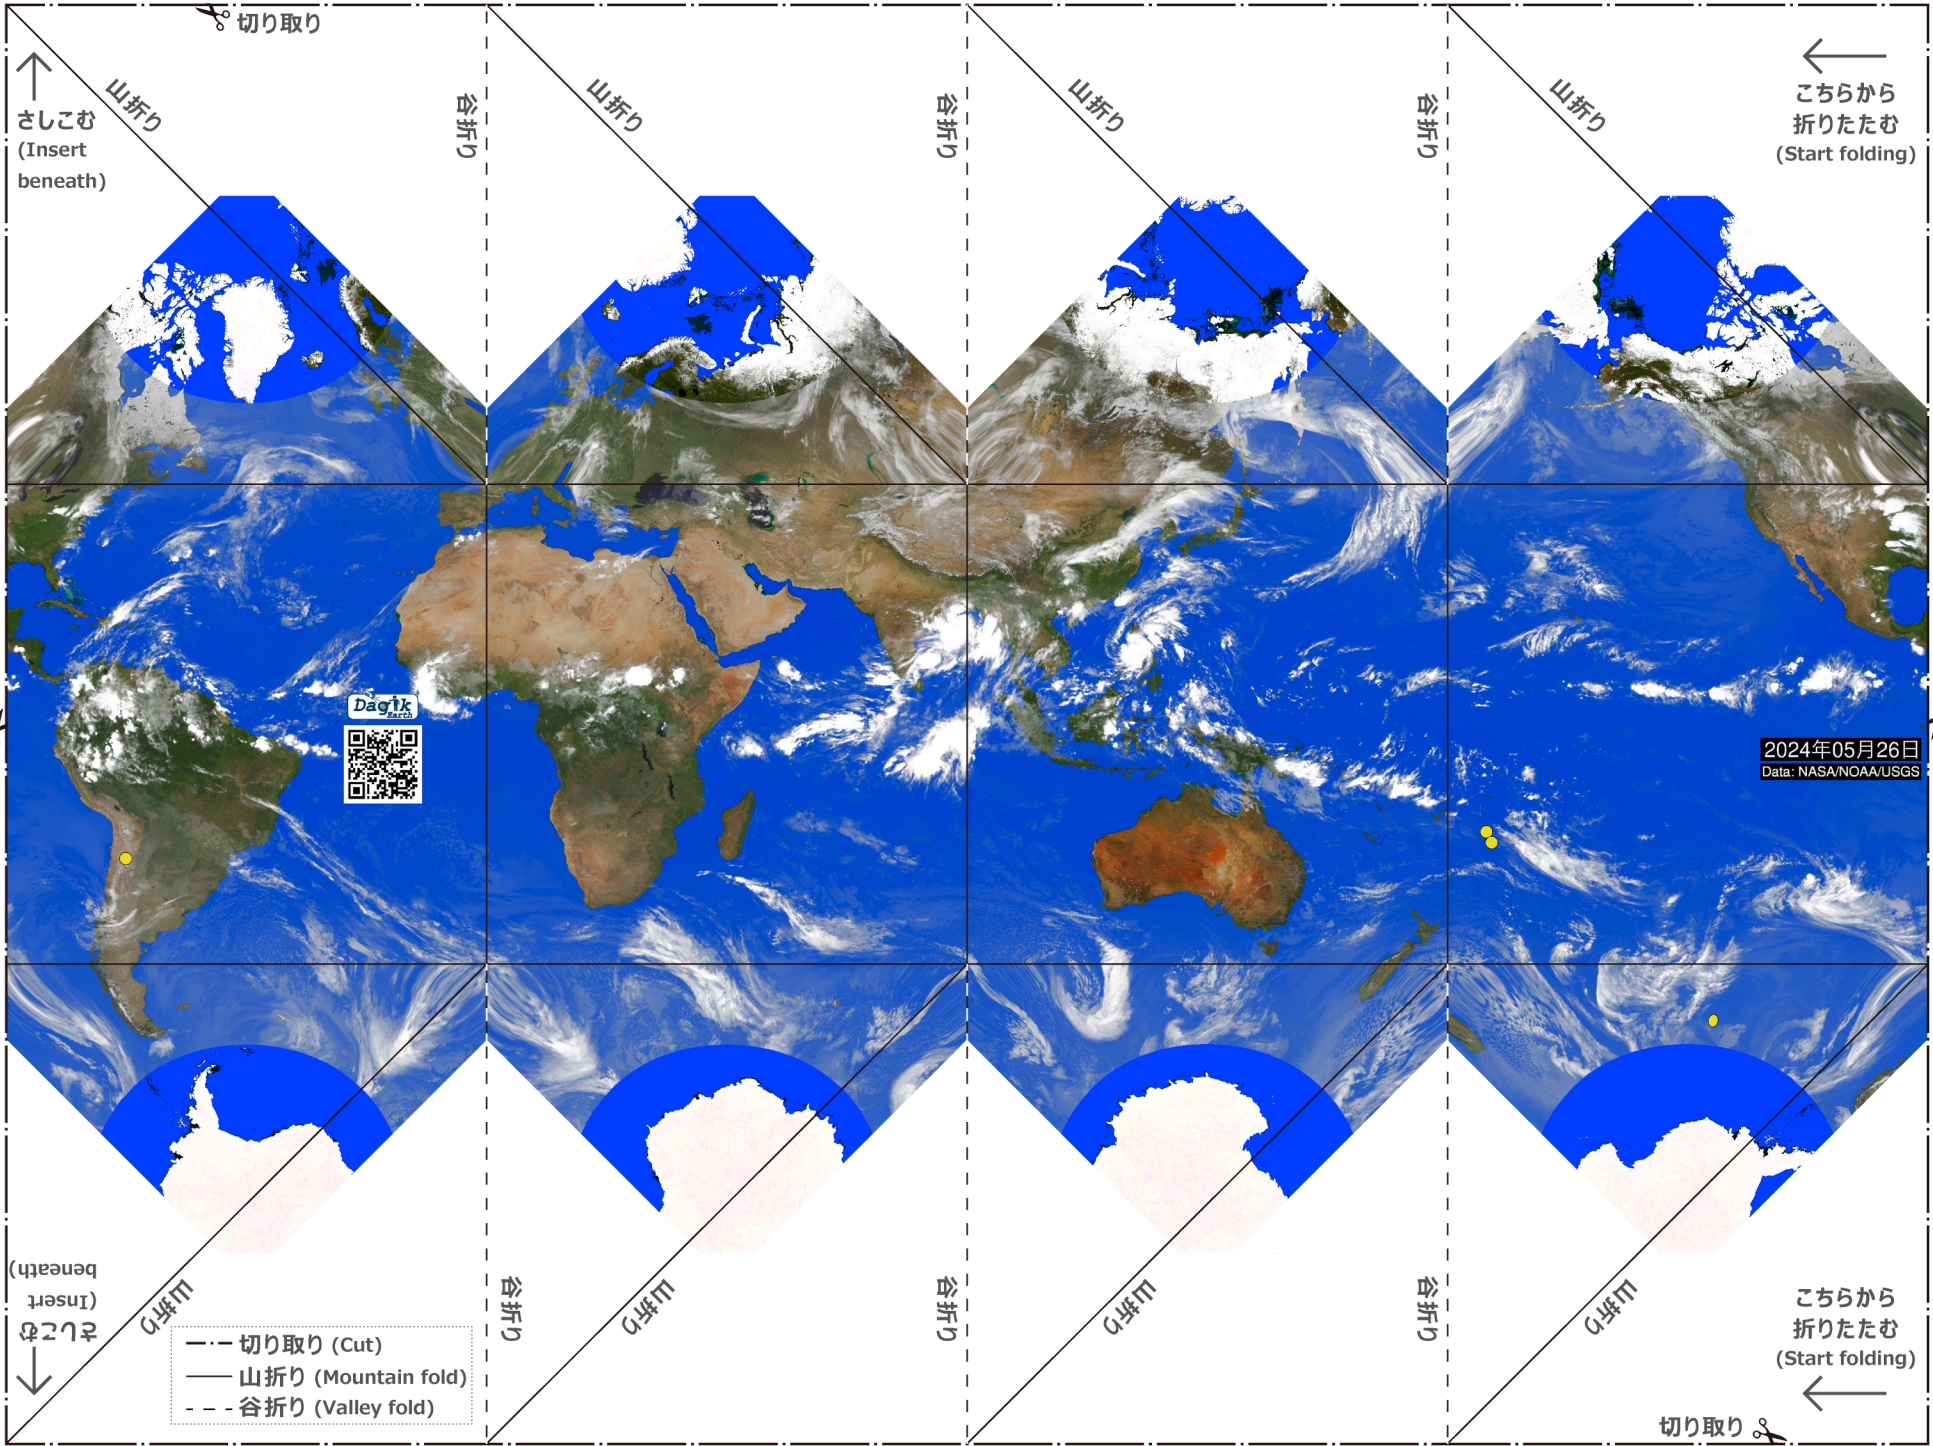 切り取り
山折り
山折り
山折り
山折り
谷折り
谷折り
谷折り
さしこむ
(Insert
beneath)
こちらから
折りたたむ
(Start folding)
Dagik
Earth
2024年05月26日
Data: NASA/NOAA/USGS
さしこむ
(Insert
beneath)
山折り
山折り
山折り
山折り
谷折り
谷折り
谷折り
こちらから
折りたたむ
(Start folding)
切り取り (Cut)
山折り (Mountain fold)
谷折り (Valley fold)
切り取り